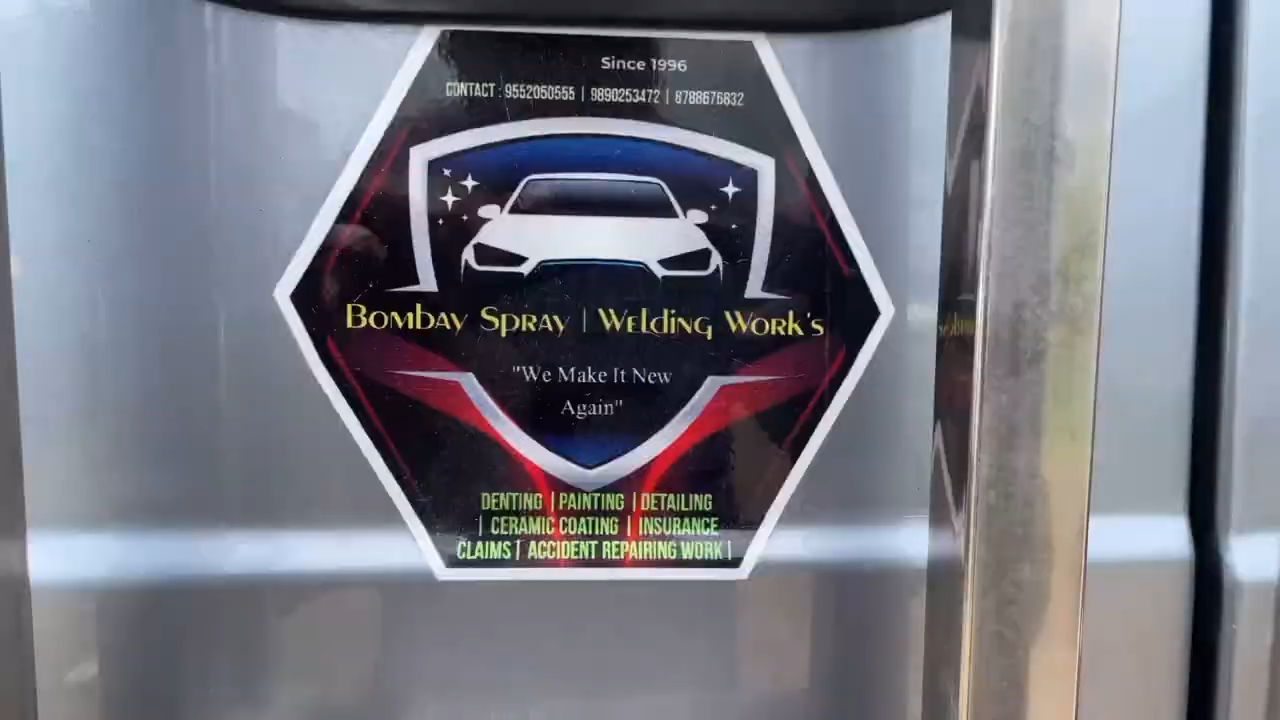 Since 1996
CONTACT : 9552050555 | 9890253472 | 8788676832
Bombay Spray | Welding Work's
"We Make It New
Again"
DENTING | PAINTING | DETAILING
| CERAMIC COATING | INSURANCE
CLAIMS | ACCIDENT REPAIRING WORK |